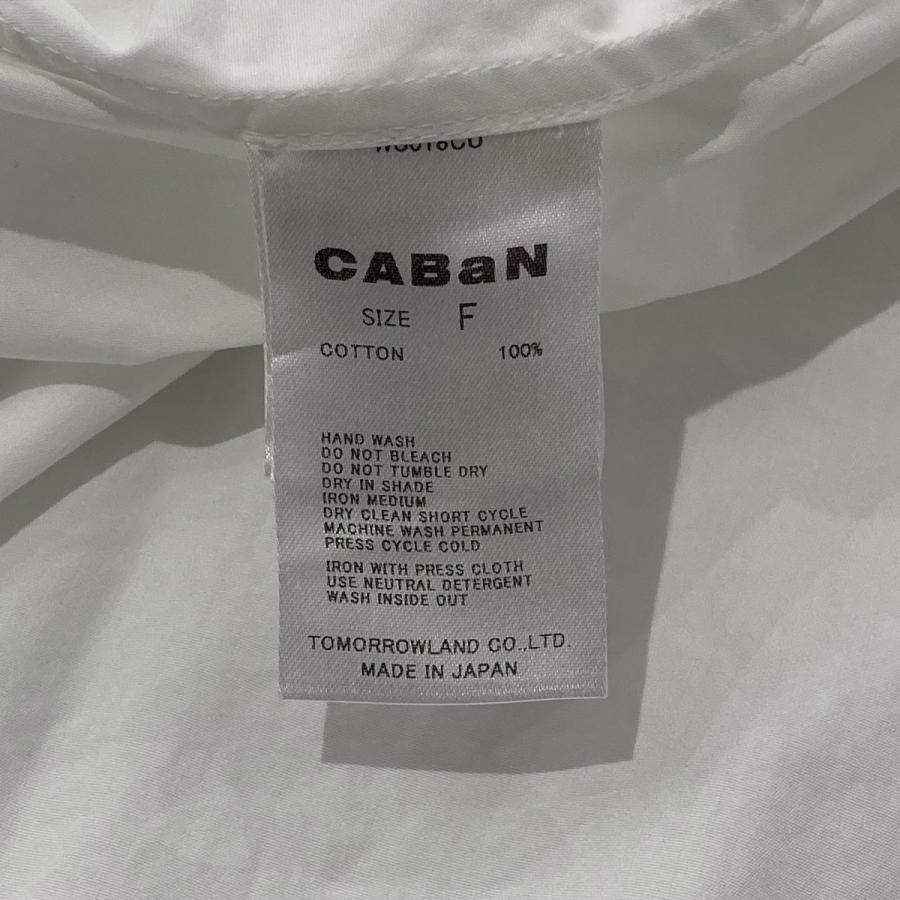 CABaN
SIZE F
COTTON 100%
HAND WASH
DO NOT BLEACH
DO NOT TUMBLE DRY
DRY IN SHADE
IRON MEDIUM
DRY CLEAN SHORT CYCLE
MACHINE WASH PERMANENT
PRESS CYCLE COLD
IRON WITH PRESS CLOTH
USE NEUTRAL DETERGENT
WASH INSIDE OUT
TOMORROWLAND CO.,LTD.
MADE IN JAPAN